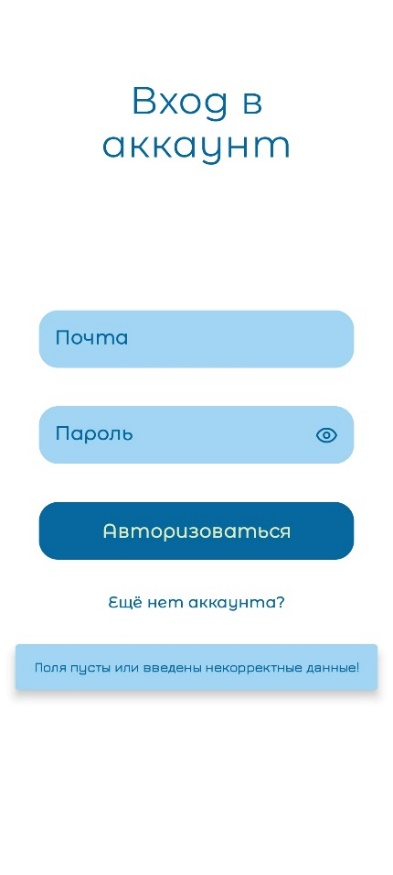 Вход в
аккаунт
Почта
Пароль
Авторизоваться
Ещё нет аккаунта?
Поля пусты или введены некорректные данные!